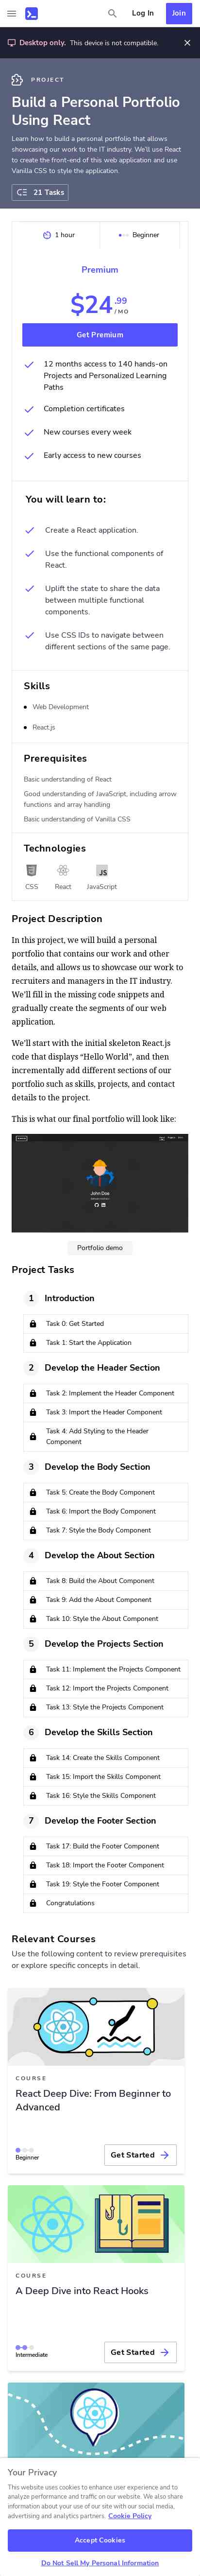 Log In
Join
Desktop only. This device is not compatible.
PROJECT
Build a Personal Portfolio
Using React
Learn how to build a personal portfolio that allows
showcasing our work to the IT industry. We'll use React
to create the front-end of this web application and use
Vanilla CSS to style the application.
21 Tasks
1 hour
Beginner
Premium
$24.99
/MO
Get Premium
12 months access to 140 hands-on
Projects and Personalized Learning
Paths
Completion certificates
New courses every week
Early access to new courses
You will learn to:
Create a React application.
Use the functional components of
React.
Uplift the state to share the data
between multiple functional
components.
Use CSS IDs to navigate between
different sections of the same page.
Skills
Web Development
React.js
Prerequisites
Basic understanding of React
Good understanding of JavaScript, including arrow
functions and array handling
Basic understanding of Vanilla CSS
Technologies
JS
CSS
React
JavaScript
Project Description
In this project, we will build a personal
portfolio that contains our work and other
details, and allows us to showcase our work to
recruiters and managers in the IT industry.
We'll fill in the missing code snippets and
gradually create the segments of our web
application.
We'll start with the initial skeleton React.js
code that displays “Hello World”, and then
incrementally add different sections of our
portfolio such as skills, projects, and contact
details to the project.
This is what our final portfolio will look like:
John Doe
Portfolio demo
Project Tasks
1 Introduction
Task 0: Get Started
Task 1: Start the Application
2 Develop the Header Section
Task 2: Implement the Header Component
Task 3: Import the Header Component
Task 4: Add Styling to the Header
Component
3 Develop the Body Section
Task 5: Create the Body Component
Task 6: Import the Body Component
Task 7: Style the Body Component
4 Develop the About Section
Task 8: Build the About Component
Task 9: Add the About Component
Task 10: Style the About Component
5 Develop the Projects Section
Task 11: Implement the Projects Component
Task 12: Import the Projects Component
Task 13: Style the Projects Component
6 Develop the Skills Section
Task 14: Create the Skills Component
Task 15: Import the Skills Component
Task 16: Style the Skills Component
7 Develop the Footer Section
Task 17: Build the Footer Component
Task 18: Import the Footer Component
Task 19: Style the Footer Component
Congratulations
Relevant Courses
Use the following content to review prerequisites
or explore specific concepts in detail.
COURSE
React Deep Dive: From Beginner to
Advanced
Beginner
Get Started
COURSE
A Deep Dive into React Hooks
Intermediate
Get Started
Your Privacy
This website uses cookies to enhance user experience and to
analyze performance and traffic on our website. We also share
information about your use of our site with our social media,
advertising and analytics partners. Cookie Policy
Accept Cookies
Do Not Sell My Personal Information